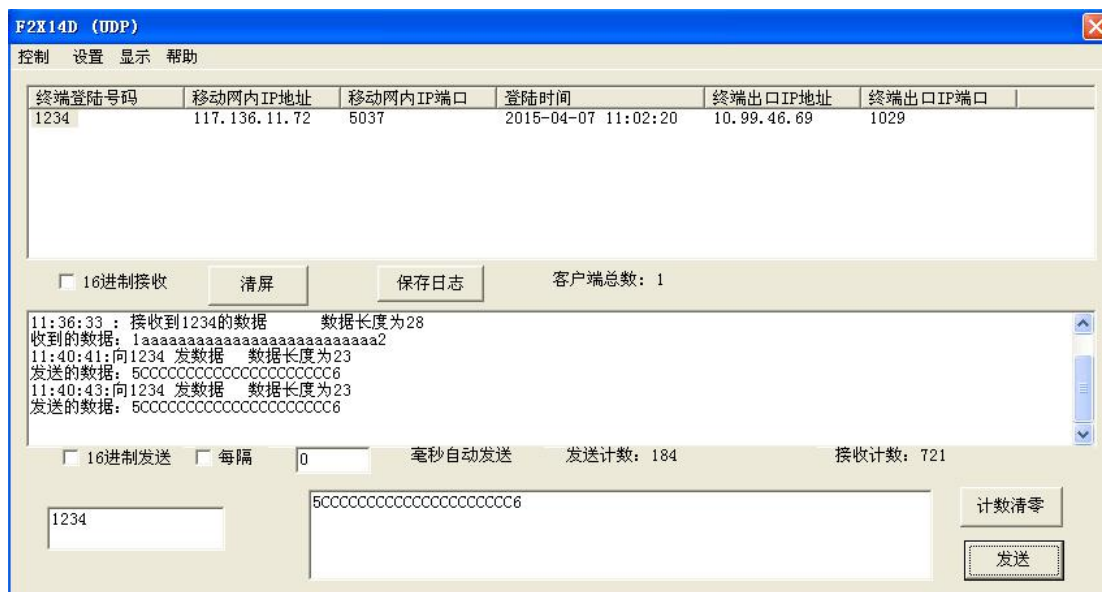 F2X14D (UDP)
控制 设置 显示 帮助
终端登陆号码 移动网内IP地址 移动网内IP端口 登陆时间 终端出口IP地址 终端出口IP端口
1234 117.136.11.72 5037 2015-04-07 11:02:20 10.99.46.69 1029
16进制接收 清屏 保存日志 客户端总数: 1
11:36:33 : 接收到1234的数据 数据长度为28
收到的数据: 1aaaaaaaaaaaaaaaaaaaaaaaaaa2
11:40:41:向1234 发数据 数据长度为23
发送的数据: 5CCCCCCCCCCCCCCCCCCCCC6
11:40:43:向1234 发数据 数据长度为23
发送的数据: 5CCCCCCCCCCCCCCCCCCCCC6
16进制发送 每隔 0 毫秒自动发送 发送计数: 184 接收计数: 721
1234
5CCCCCCCCCCCCCCCCCCCCC6
计数清零
发送